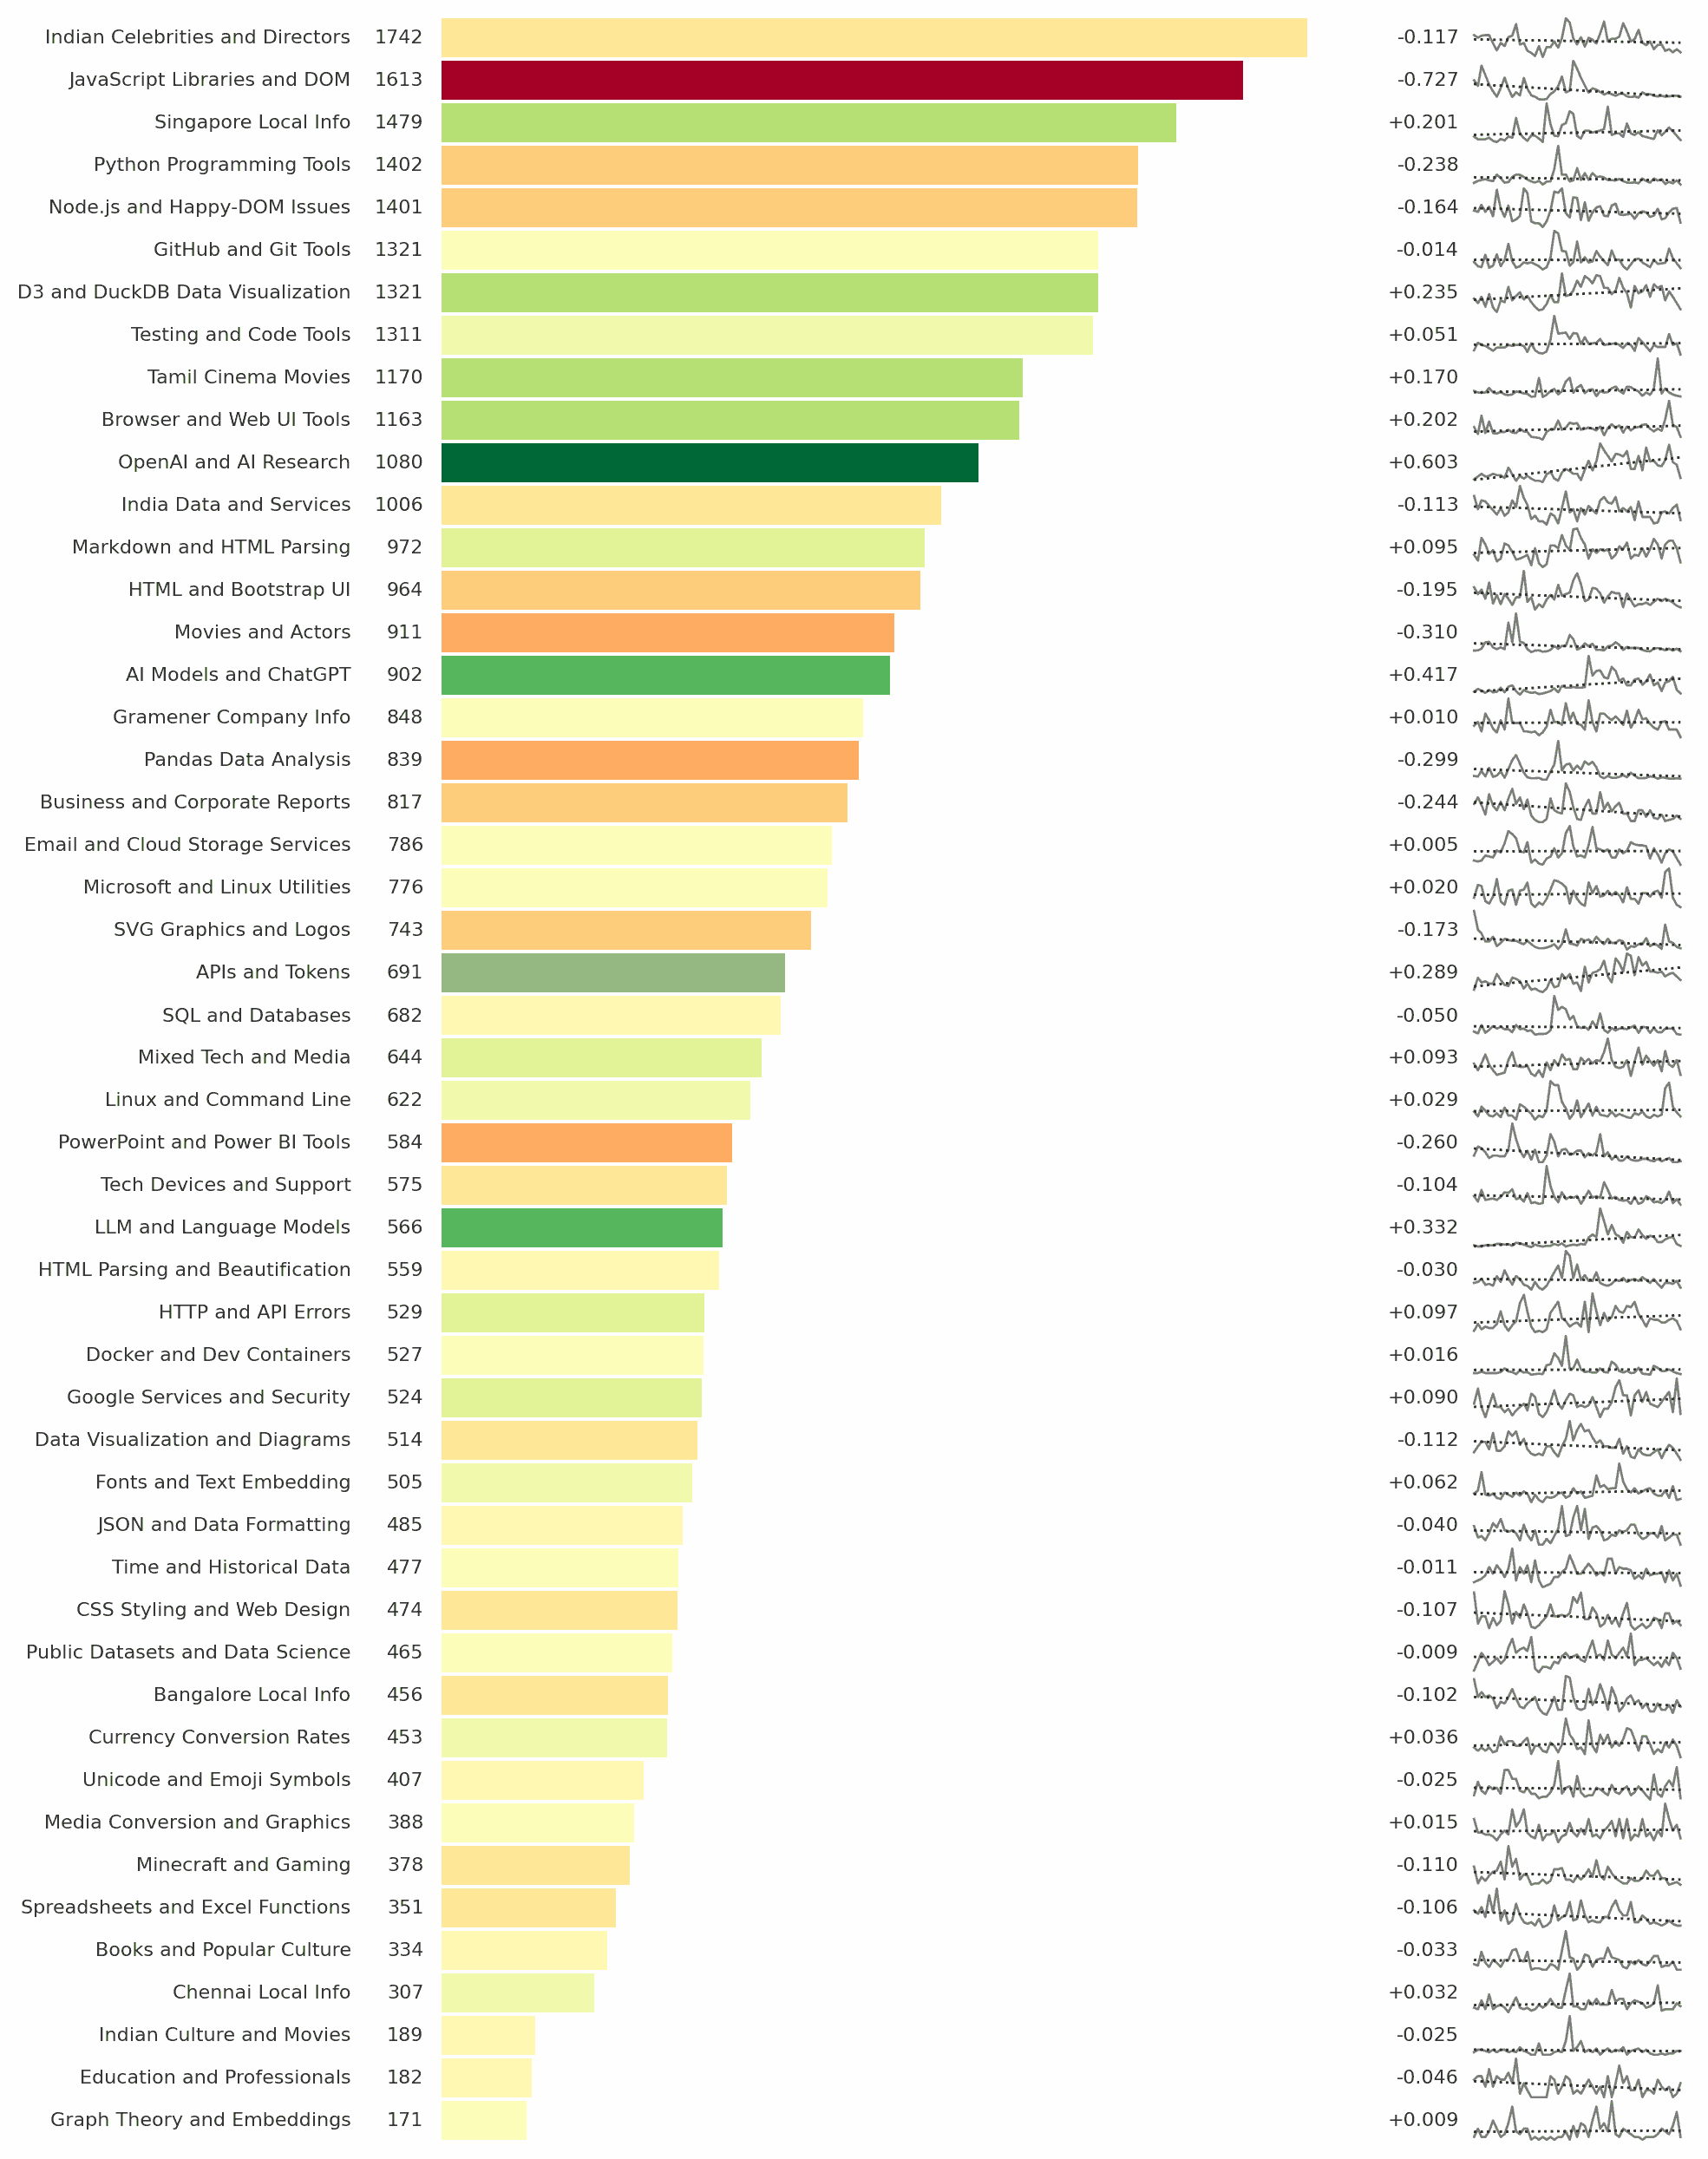 Indian Celebrities and Directors 1742 -0.117
JavaScript Libraries and DOM 1613 -0.727
Singapore Local Info 1479 +0.201
Python Programming Tools 1402 -0.238
Node.js and Happy-DOM Issues 1401 -0.164
GitHub and Git Tools 1321 -0.014
D3 and DuckDB Data Visualization 1321 +0.235
Testing and Code Tools 1311 +0.051
Tamil Cinema Movies 1170 +0.170
Browser and Web UI Tools 1163 +0.202
OpenAI and AI Research 1080 +0.603
India Data and Services 1006 -0.113
Markdown and HTML Parsing 972 +0.095
HTML and Bootstrap UI 964 -0.195
Movies and Actors 911 -0.310
AI Models and ChatGPT 902 +0.417
Gramener Company Info 848 +0.010
Pandas Data Analysis 839 -0.299
Business and Corporate Reports 817 -0.244
Email and Cloud Storage Services 786 +0.005
Microsoft and Linux Utilities 776 +0.020
SVG Graphics and Logos 743 -0.173
APIs and Tokens 691 +0.289
SQL and Databases 682 -0.050
Mixed Tech and Media 644 +0.093
Linux and Command Line 622 +0.029
PowerPoint and Power BI Tools 584 -0.260
Tech Devices and Support 575 -0.104
LLM and Language Models 566 +0.332
HTML Parsing and Beautification 559 -0.030
HTTP and API Errors 529 +0.097
Docker and Dev Containers 527 +0.016
Google Services and Security 524 +0.090
Data Visualization and Diagrams 514 -0.112
Fonts and Text Embedding 505 +0.062
JSON and Data Formatting 485 -0.040
Time and Historical Data 477 -0.011
CSS Styling and Web Design 474 -0.107
Public Datasets and Data Science 465 -0.009
Bangalore Local Info 456 -0.102
Currency Conversion Rates 453 +0.036
Unicode and Emoji Symbols 407 -0.025
Media Conversion and Graphics 388 +0.015
Minecraft and Gaming 378 -0.110
Spreadsheets and Excel Functions 351 -0.106
Books and Popular Culture 334 -0.033
Chennai Local Info 307 +0.032
Indian Culture and Movies 189 -0.025
Education and Professionals 182 -0.046
Graph Theory and Embeddings 171 +0.009